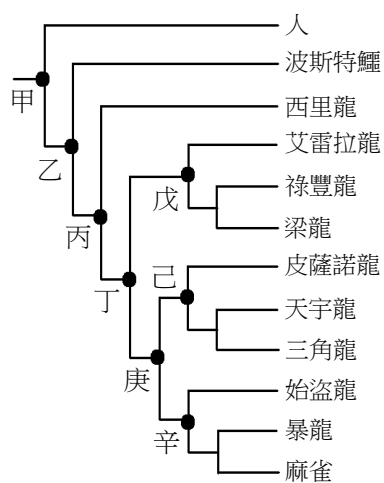 人
波斯特鱷
西里龍
艾雷拉龍
祿豐龍
梁龍
皮薩諾龍
天宇龍
三角龍
始盜龍
暴龍
麻雀
甲
乙
丙
丁
戊
己
庚
辛